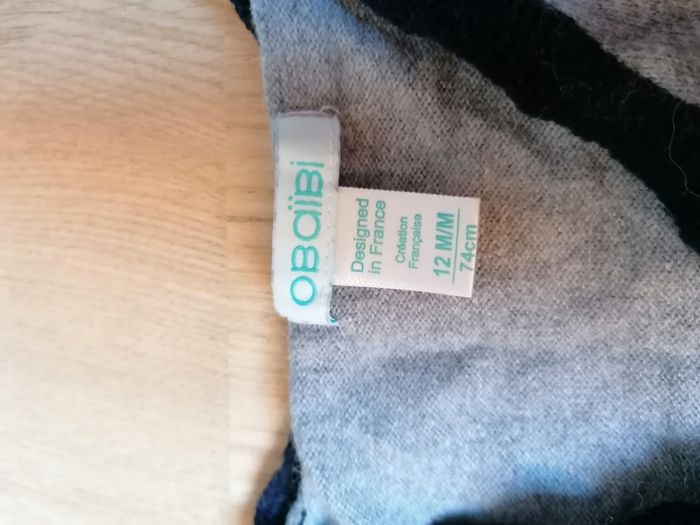 OBAÏBI
Designed
in France
Création
Française
12 M/M
74cm